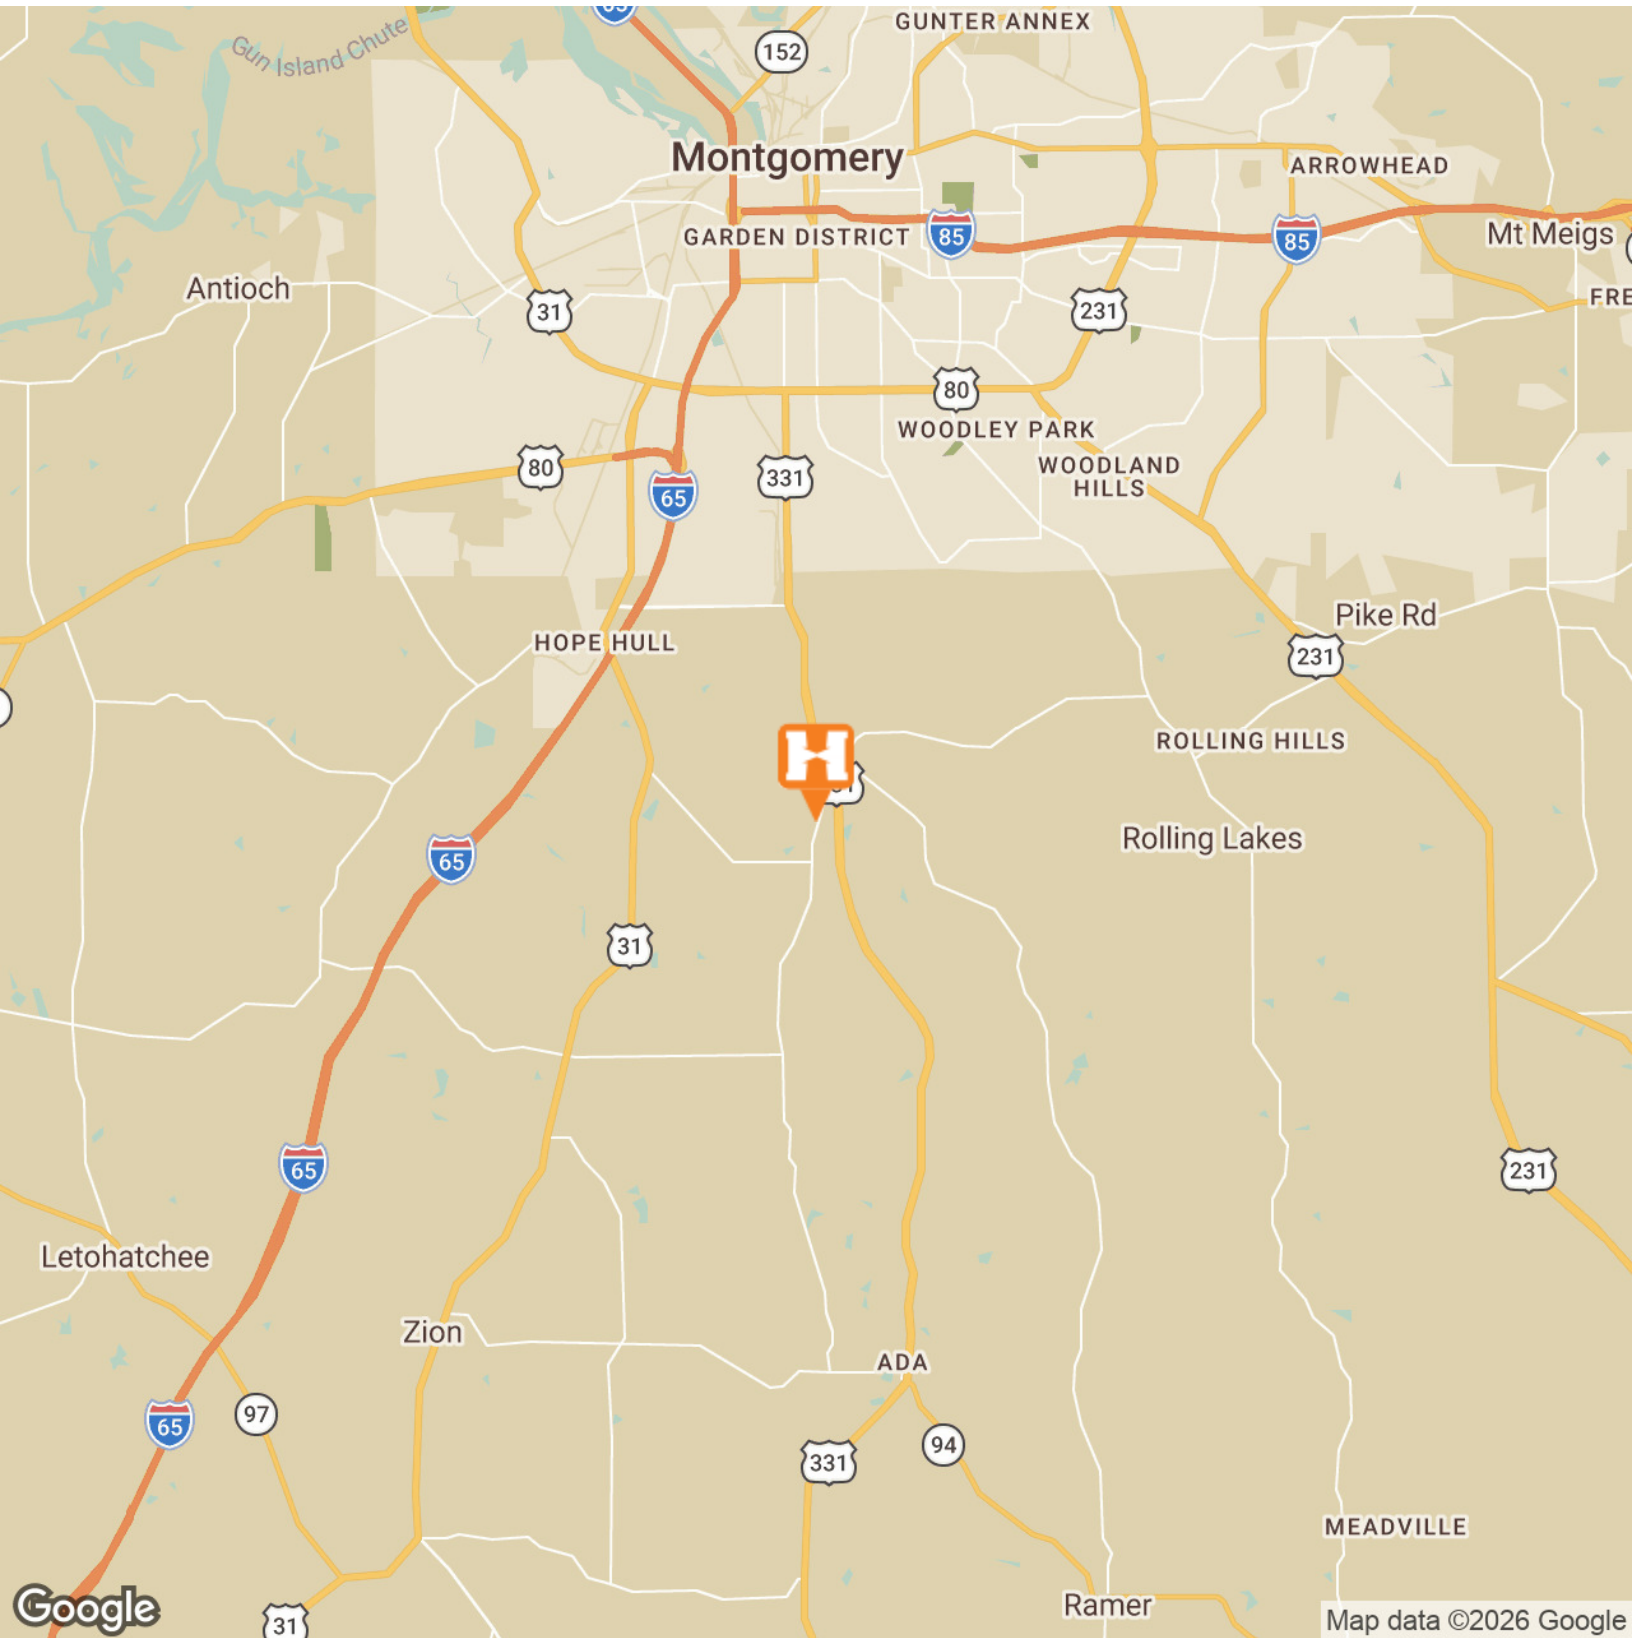 65
GUNTER ANNEX
Gun Island Chute
152
Montgomery
ARROWHEAD
GARDEN DISTRICT
85
85
Mt Meigs
Antioch
31
231
FRE
80
WOODLEY PARK
80
331
WOODLAND
HILLS
65
Pike Rd
HOPE HULL
231
ROLLING HILLS
H
Rolling Lakes
65
31
65
231
Letohatchee
Zion
ADA
97
65
94
331
MEADVILLE
Ramer
Google
31
Map data ©2026 Google